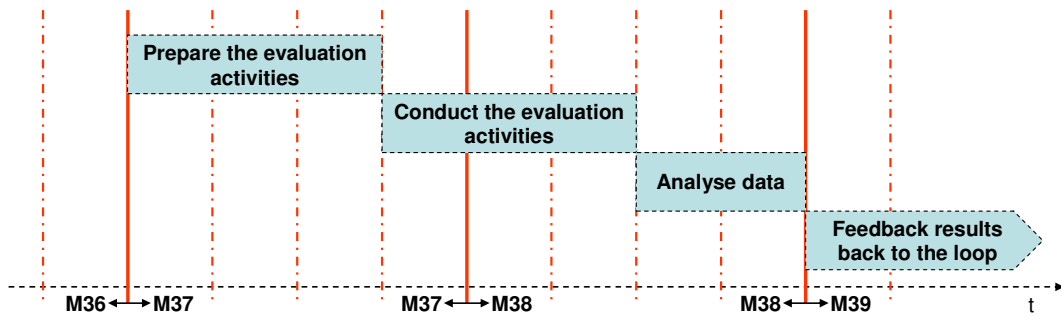 Prepare the evaluation
activities
Conduct the evaluation
activities
Analyse data
Feedback results
back to the loop
M36 M37
M37 M38
M38 M39
t